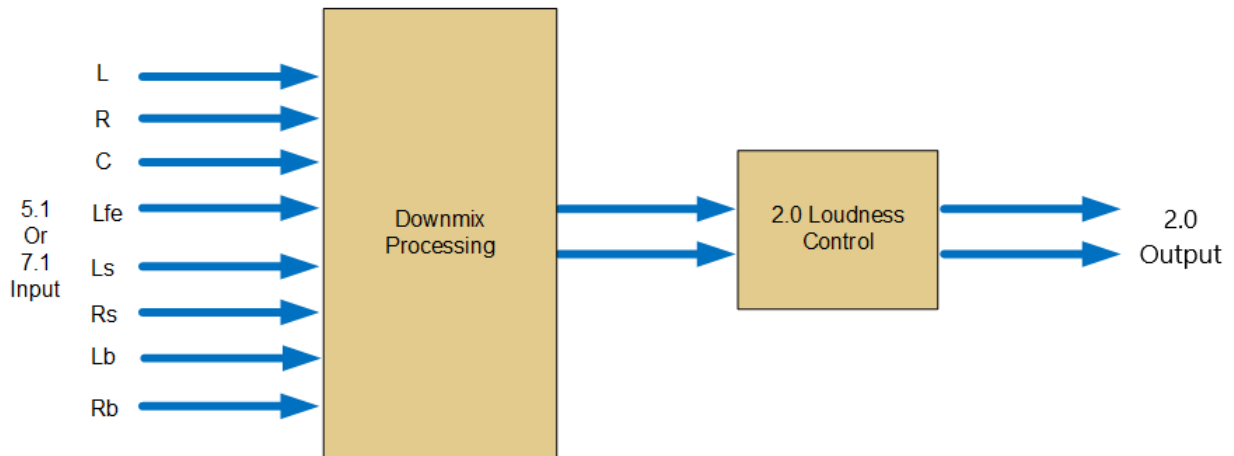 L
R
C
Lfe
Ls
Rs
Lb
Rb
5.1
Or
7.1
Input
Downmix
Processing
2.0 Loudness
Control
2.0
Output